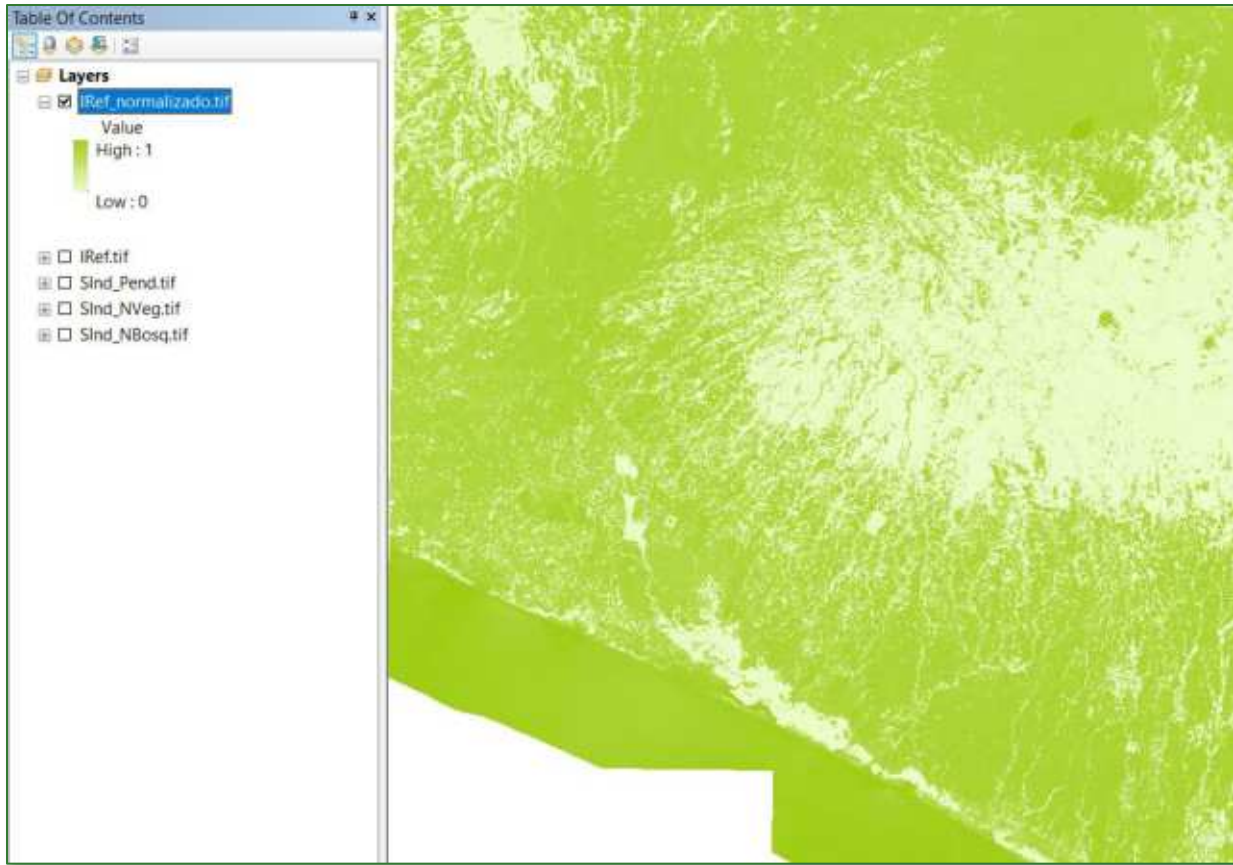 Table Of Contents
Layers
IRef_normalizado.tif
Value
High : 1
Low : 0
IRef.tif
SInd_Pend.tif
SInd_NVeg.tif
SInd_NBosq.tif